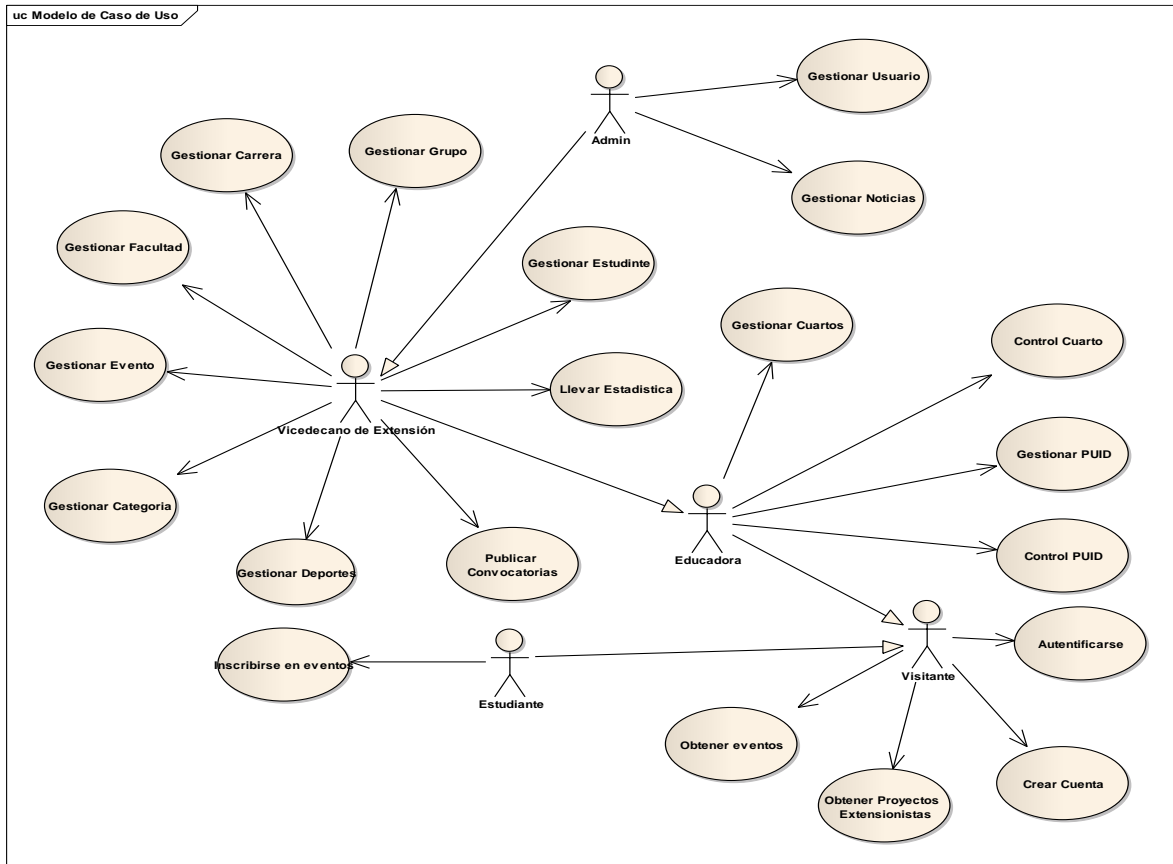 uc Modelo de Caso de Uso
Gestionar Usuario
Admin
Gestionar Carrera
Gestionar Grupo
Gestionar Noticias
Gestionar Facultad
Gestionar Estudinte
Gestionar Cuartos
Control Cuarto
Gestionar Evento
Llevar Estadistica
Vicedecano de Extensión
Gestionar PUID
Gestionar Categoria
Educadora
Control PUID
Gestionar Deportes
Publicar
Convocatorias
Autentificarse
Inscribirse en eventos
Visitante
Estudiante
Obtener eventos
Crear Cuenta
Obtener Proyectos
Extensionistas